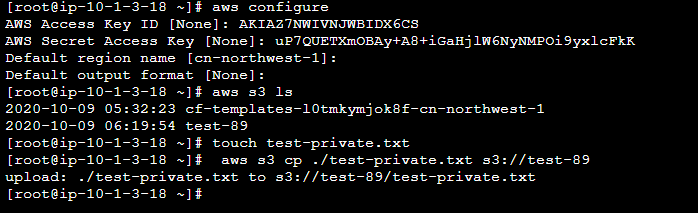 [root@ip-10-1-3-18 ~]# aws configure
AWS Access Key ID [None]: AKIAZ7NWIVNJWBIDX6CS
AWS Secret Access Key [None]: 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
Default region name [cn-northwest-1]:
Default output format [None]:
[root@ip-10-1-3-18 ~]# aws s3 ls
2020-10-09 05:32:23 cf-templates-l0tmkymjok8f-cn-northwest-1
2020-10-09 06:19:54 test-89
[root@ip-10-1-3-18 ~]# touch test-private.txt
[root@ip-10-1-3-18 ~]#  aws s3 cp ./test-private.txt s3://test-89
upload: ./test-private.txt to s3://test-89/test-private.txt
[root@ip-10-1-3-18 ~]#